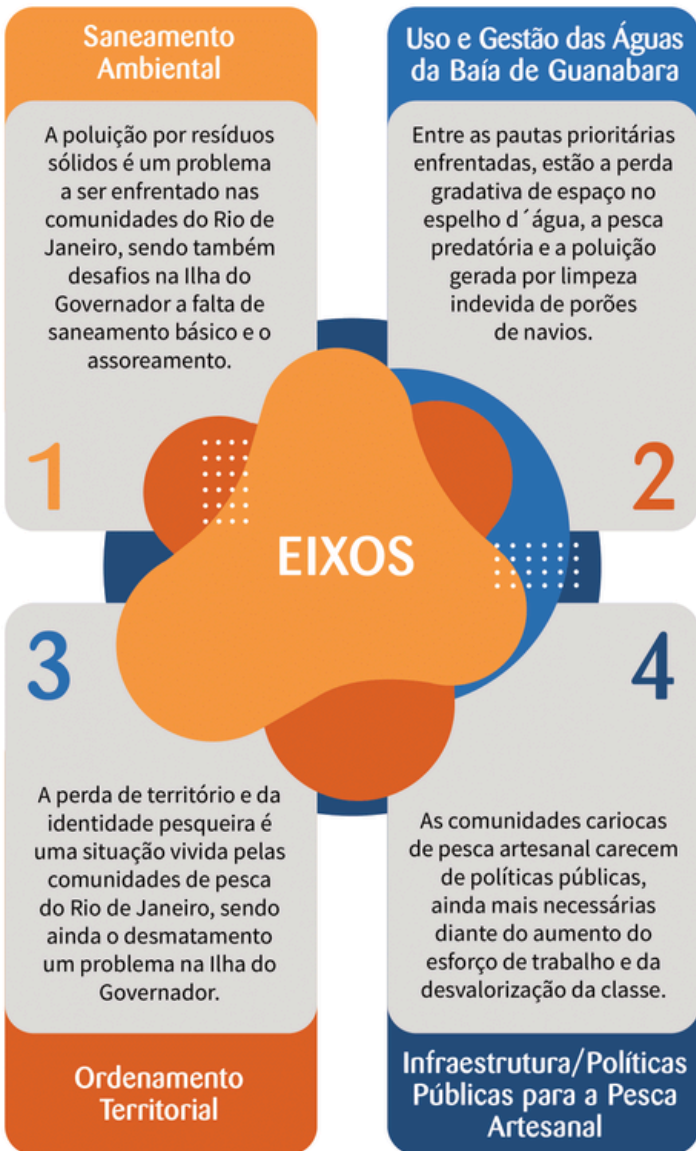 Saneamento
Ambiental
A poluição por resíduos
sólidos é um problema
a ser enfrentado nas
comunidades do Rio de
Janeiro, sendo também
desafios na Ilha do
Governador a falta de
saneamento básico e o
assoreamento.
1
Uso e Gestão das Águas
da Baía de Guanabara
Entre as pautas prioritárias
enfrentadas, estão a perda
gradativa de espaço no
espelho d´água, a pesca
predatória e a poluição
gerada por limpeza
indevida de porões
de navios.
2
EIXOS
3
A perda de território e da
identidade pesqueira é
uma situação vivida pelas
comunidades de pesca
do Rio de Janeiro, sendo
ainda o desmatamento
um problema na Ilha do
Governador.
Ordenamento
Territorial
4
As comunidades cariocas
de pesca artesanal carecem
de políticas públicas,
ainda mais necessárias
diante do aumento do
esforço de trabalho e da
desvalorização da classe.
Infraestrutura/Políticas
Públicas para a Pesca
Artesanal